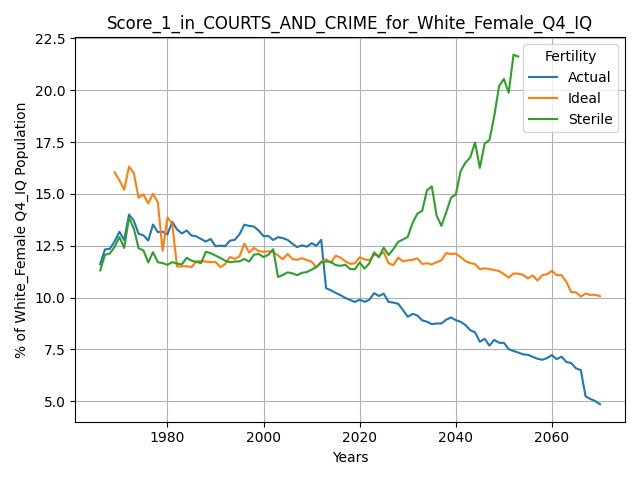 Score_1_in_COURTS_AND_CRIME_for_White_Female_Q4_IQ
% of White_Female Q4_IQ Population
22.5
20.0
17.5
15.0
12.5
10.0
7.5
5.0
Fertility
Actual
Ideal
Sterile
1980
2000
2020
2040
2060
Years